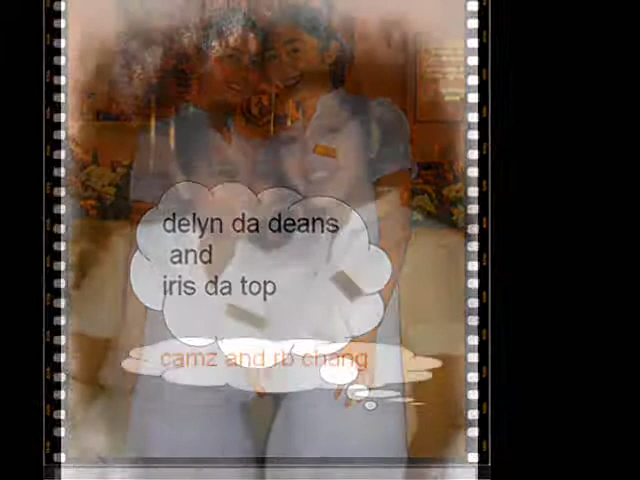 delyn da deans
and
iris da top
camz and rb chang